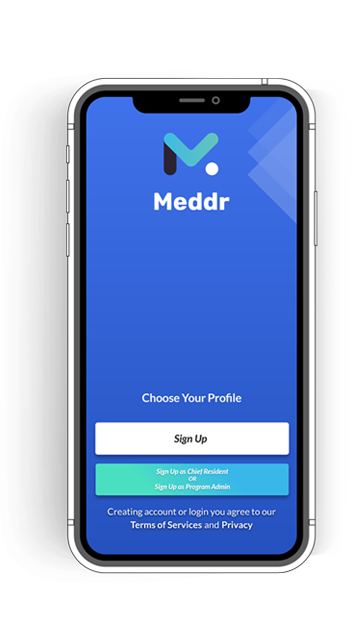 Meddr
Choose Your Profile
Sign Up
Sign Up as Chief Resident
OR
Sign Up as Program Admin
Creating account or login you agree to our
Terms of Services and Privacy